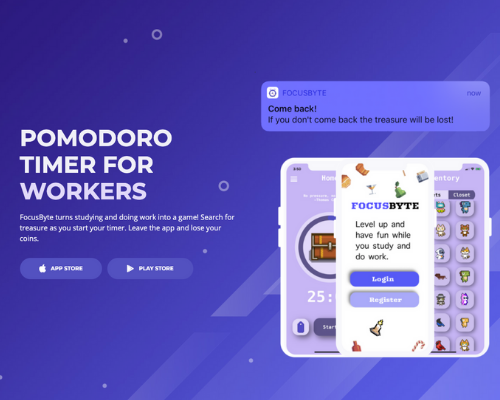 POMODORO
TIMER FOR
WORKERS
FocusByte turns studying and doing work into a game! Search for
treasure as you start your timer. Leave the app and lose your
coins.
APP STORE
PLAY STORE
FOCUSBYTE
now
Come back!
If you don't come back the treasure will be lost!
FOCUSBYTE
Level up and
have fun while
you study and
do work.
Login
Register
25:
Closet